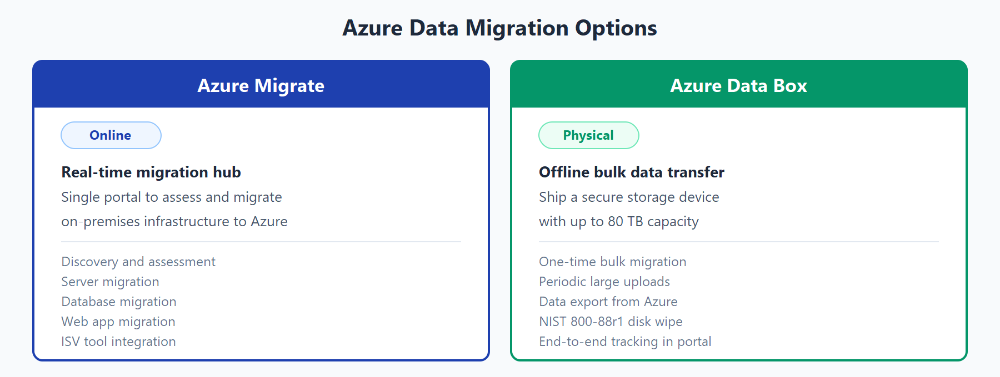 Azure Data Migration Options
Azure Migrate
Online
Real-time migration hub
Single portal to assess and migrate
on-premises infrastructure to Azure
Discovery and assessment
Server migration
Database migration
Web app migration
ISV tool integration
Azure Data Box
Physical
Offline bulk data transfer
Ship a secure storage device
with up to 80 TB capacity
One-time bulk migration
Periodic large uploads
Data export from Azure
NIST 800-88r1 disk wipe
End-to-end tracking in portal